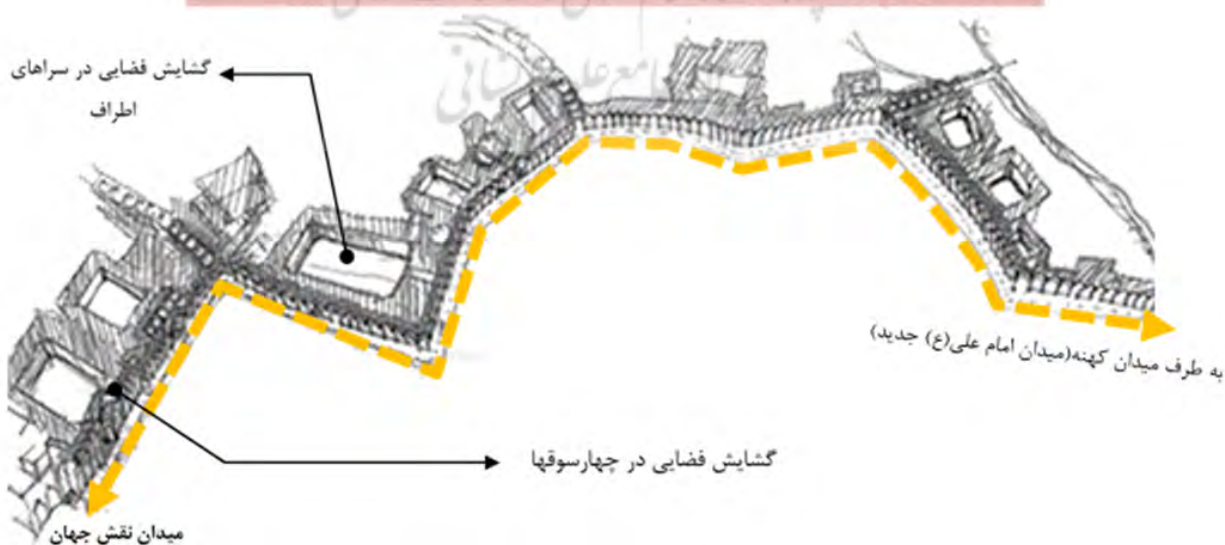 گشایش فضایی در سراهای
اطراف
به طرف میدان کهنه(میدان امام علی(ع) جدید)
گشایش فضایی در چهارسوقها
میدان نقش جهان